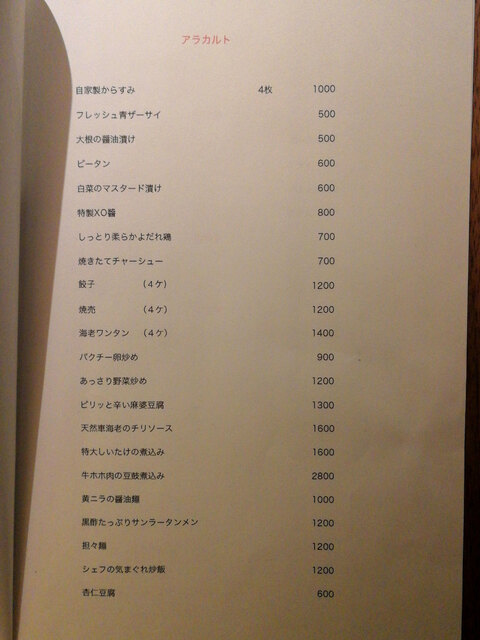 アラカルト
自家製からすみ 4枚 1000
フレッシュ青ザーサイ 500
大根の醤油漬け 500
ピータン 600
白菜のマスタード漬け 600
特製XO醬 800
しっとり柔らかよだれ鶏 700
焼きたてチャーシュー 700
餃子 (4ケ) 1200
焼売 (4ケ) 1200
海老ワンタン (4ケ) 1400
パクチー卵炒め 900
あっさり野菜炒め 1200
ピリッと辛い麻婆豆腐 1300
天然車海老のチリソース 1600
特大しいたけの煮込み 1600
牛ホホ肉の豆鼓煮込み 2800
黄ニラの醤油麺 1000
黒酢たっぷりサンラータンメン 1200
担々麺 1200
シェフの気まぐれ炒飯 1200
杏仁豆腐 600